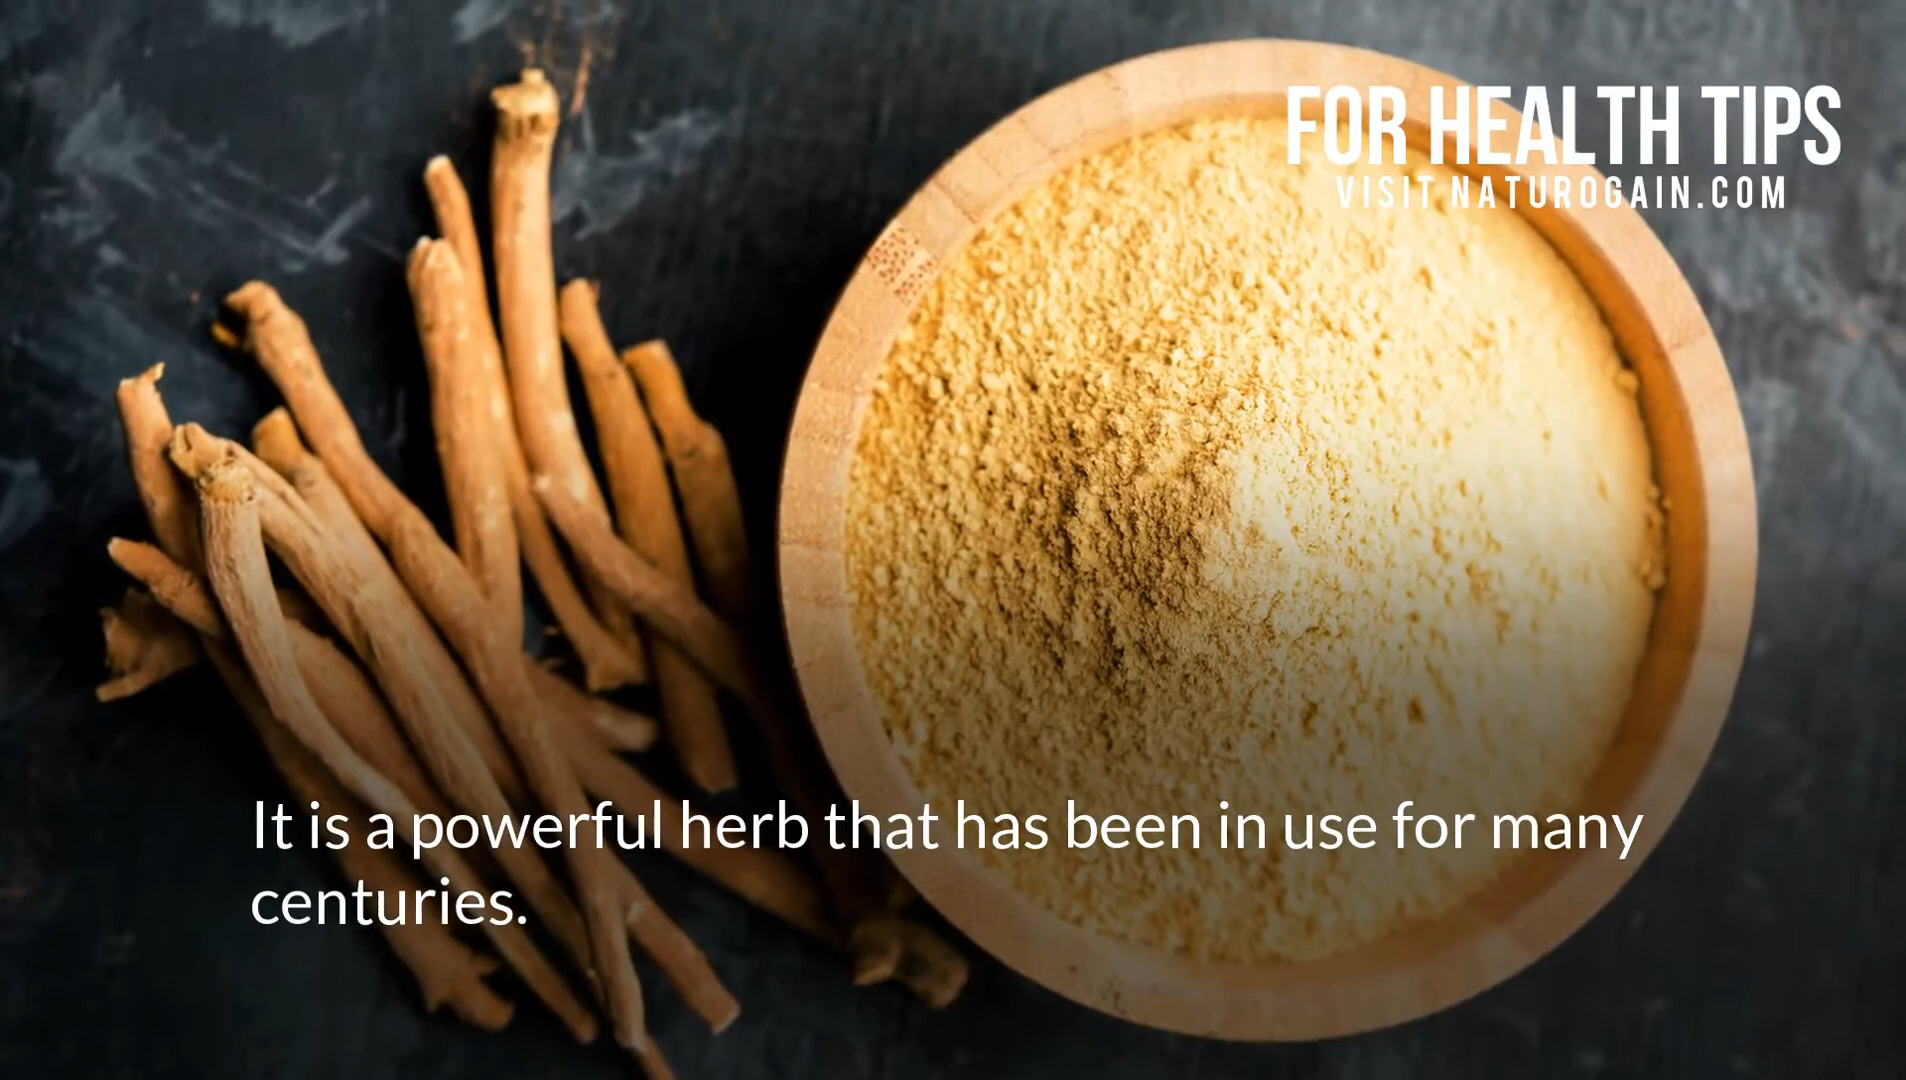 FOR HEALTH TIPS
VISIT NATUROGAIN.COM
It is a powerful herb that has been in use for many
centuries.